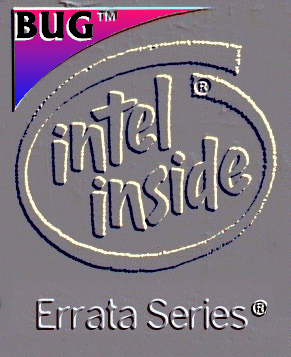 BUG™
®
intel
inside
Errata Series®